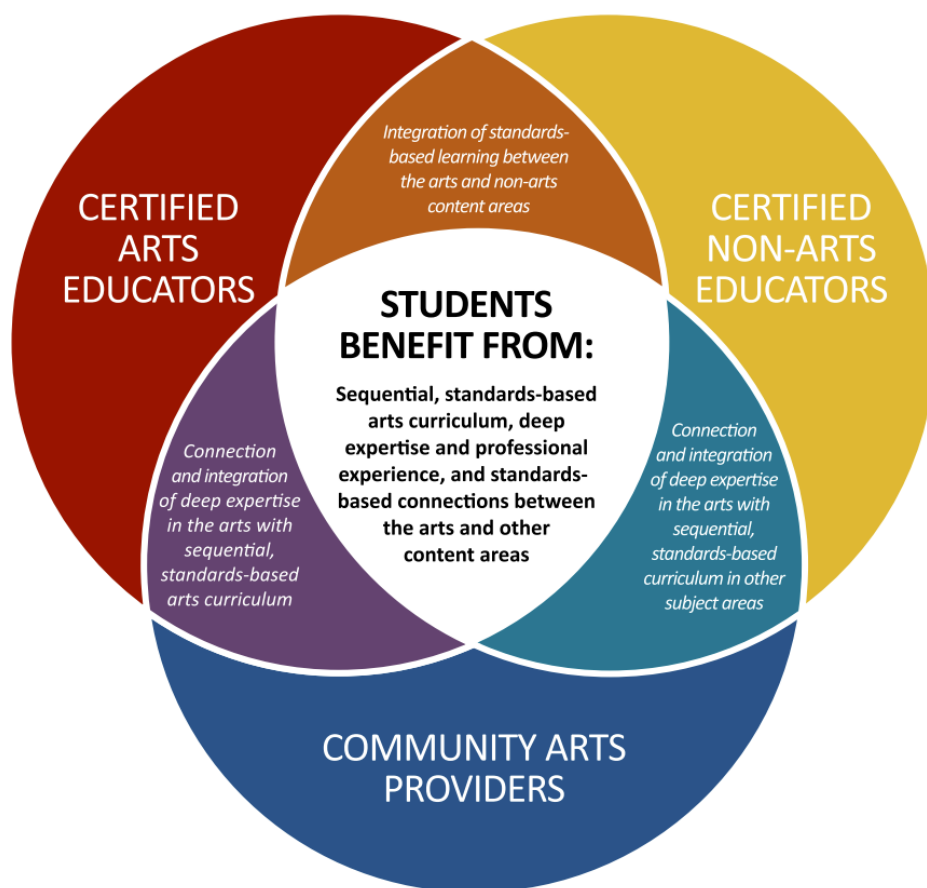 Integration of standards-
based learning between
the arts and non-arts
content areas
CERTIFIED
ARTS
EDUCATORS
CERTIFIED
NON-ARTS
EDUCATORS
STUDENTS
BENEFIT FROM:
Sequential, standards-based
arts curriculum, deep
expertise and professional
experience, and standards-
based connections between
the arts and other
content areas
Connection
and integration
of deep expertise
in the arts with
sequential,
standards-based
arts curriculum
Connection
and integration
of deep expertise
in the arts with
sequential,
standards-based
curriculum in other
subject areas
COMMUNITY ARTS
PROVIDERS